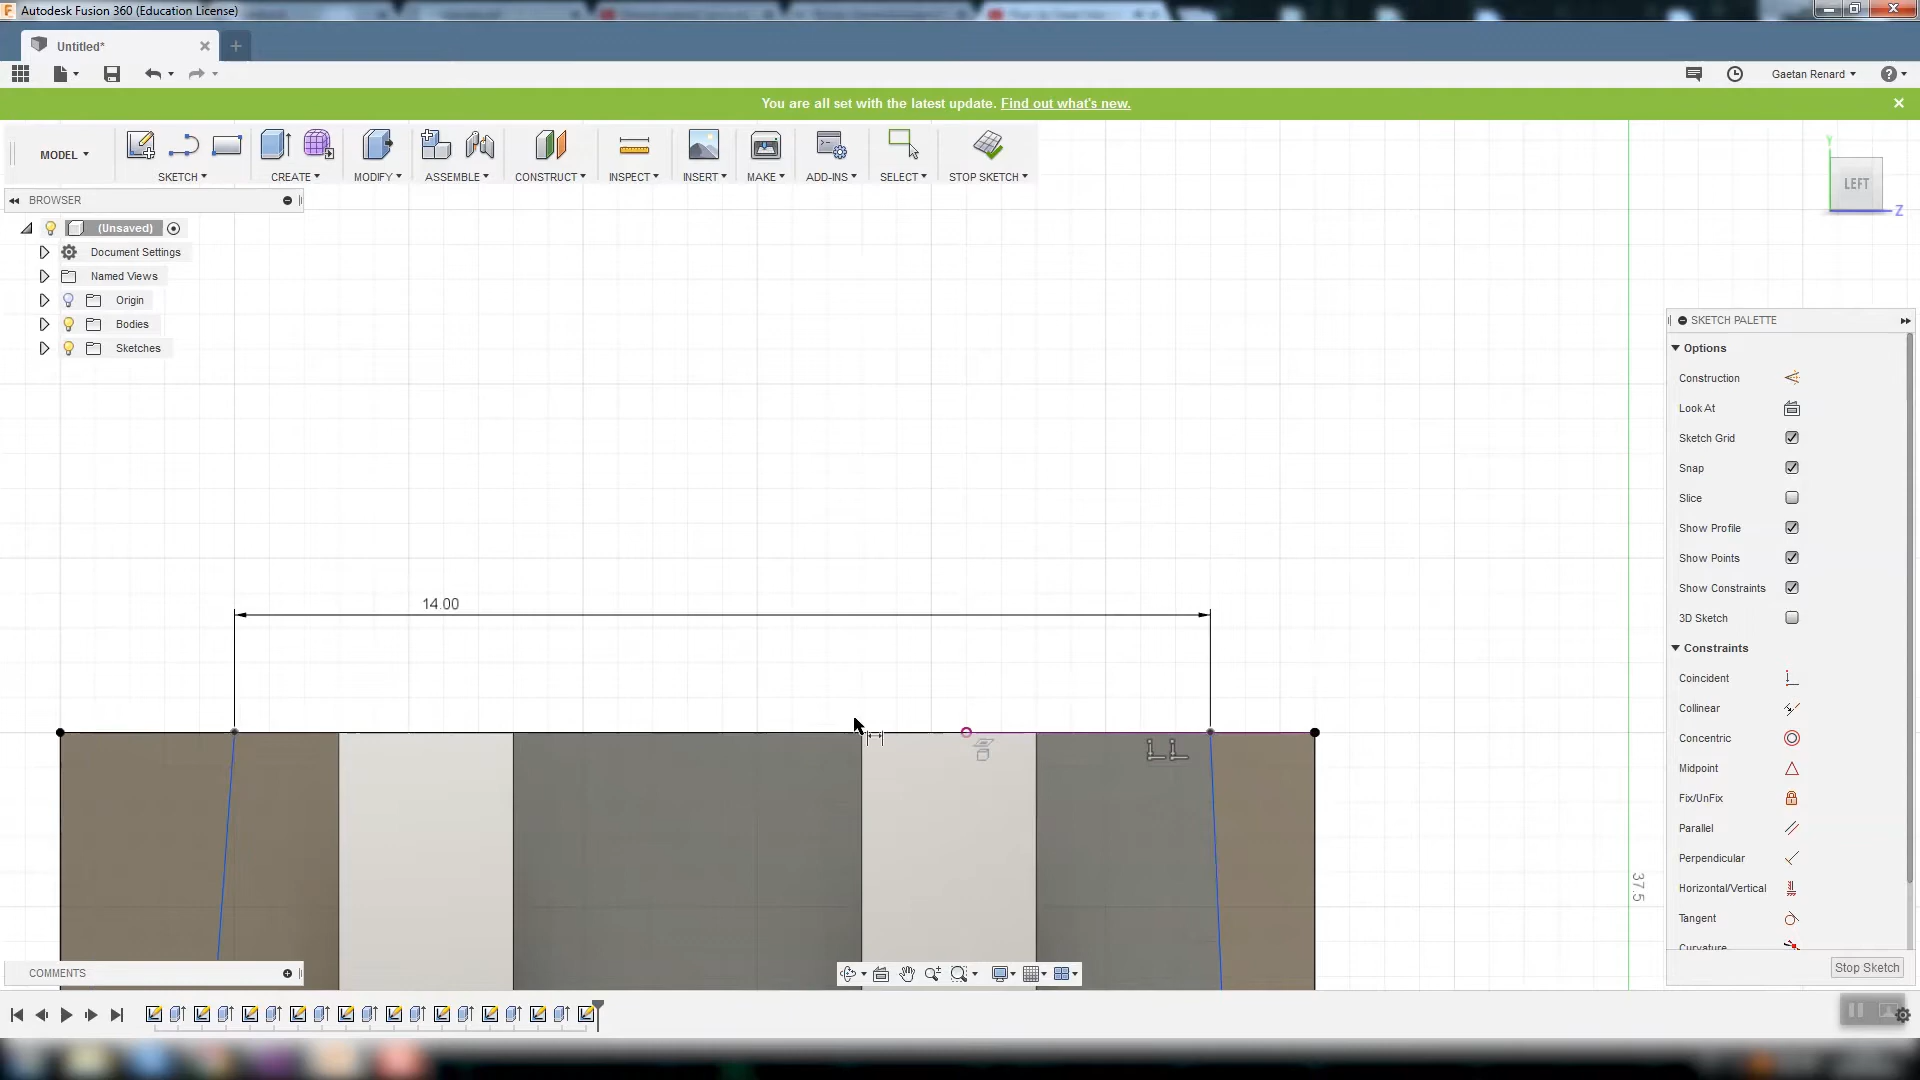 Autodesk Fusion 360 (Education License)
Untitled*
Gaetan Renard
You are all set with the latest update. Find out what's new.
MODEL
SKETCH
CREATE
MODIFY
ASSEMBLE
CONSTRUCT
INSPECT
INSERT
MAKE
ADD-INS
SELECT
STOP SKETCH
Y
LEFT
Z
BROWSER
(Unsaved)
Document Settings
Named Views
Origin
Bodies
Sketches
SKETCH PALETTE
Options
Construction
Look At
Sketch Grid
Snap
Slice
Show Profile
Show Points
Show Constraints
3D Sketch
Constraints
Coincident
Collinear
Concentric
Midpoint
Fix/UnFix
Parallel
Perpendicular
Horizontal/Vertical
Tangent
Curvature
Stop Sketch
14.00
37.5
COMMENTS